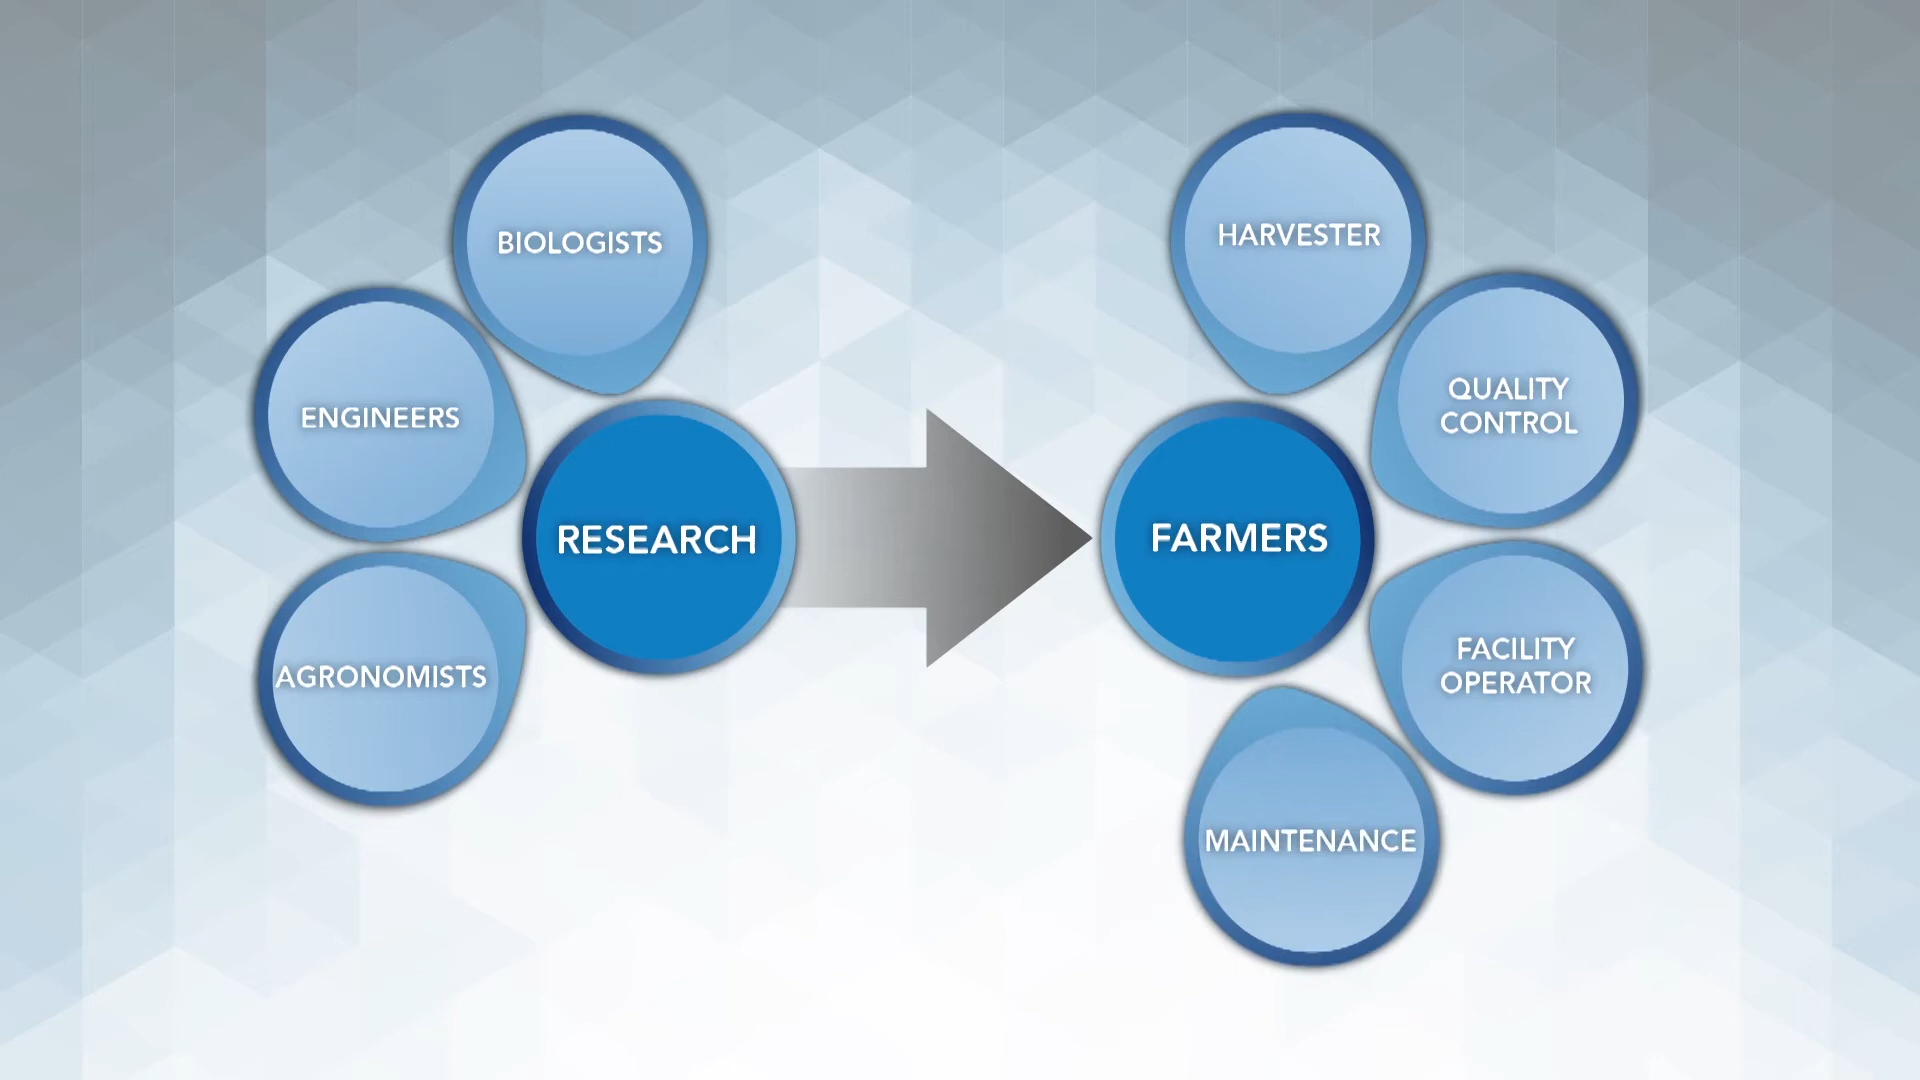 BIOLOGISTS
ENGINEERS
AGRONOMISTS
RESEARCH
HARVESTER
QUALITY
CONTROL
FARMERS
FACILITY
OPERATOR
MAINTENANCE